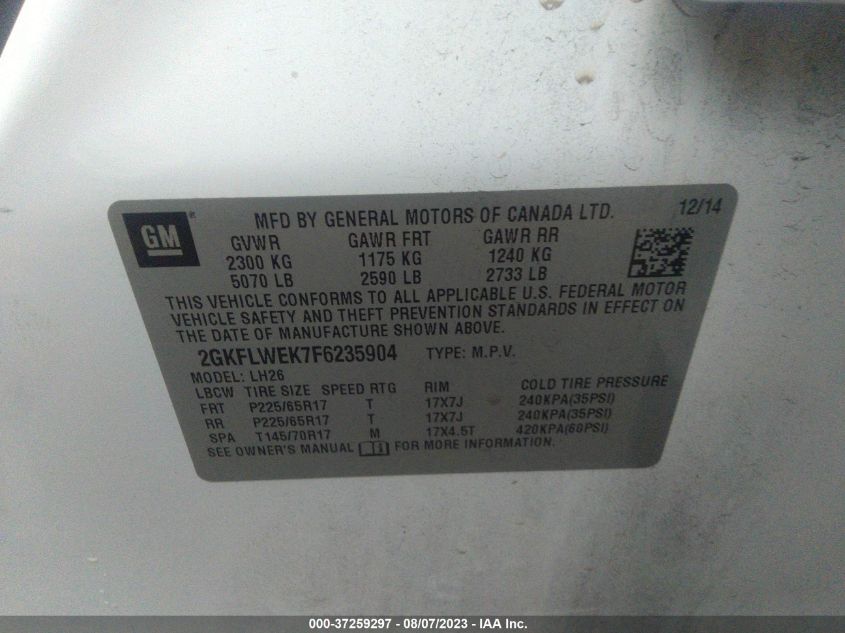 GM ® MFD BY GENERAL MOTORS OF CANADA LTD. 12/14
GVWR GAWR FRT GAWR RR
2300 KG 1175 KG 1240 KG
5070 LB 2590 LB 2733 LB
THIS VEHICLE CONFORMS TO ALL APPLICABLE U.S. FEDERAL MOTOR
VEHICLE SAFETY AND THEFT PREVENTION STANDARDS IN EFFECT ON
THE DATE OF MANUFACTURE SHOWN ABOVE.
2GKFLWEK7F6235904 TYPE: M.P.V.
MODEL: LH26
LBCW TIRE SIZE SPEED RTG RIM COLD TIRE PRESSURE
FRT P225/65R17 T 17X7J 240KPA(35PSI)
RR P225/65R17 T 17X7J 240KPA(35PSI)
SPA T145/70R17 M 17X4.5T 420KPA(60PSI)
SEE OWNER'S MANUAL FOR MORE INFORMATION.
000-37259297 - 08/07/2023 - IAA Inc.